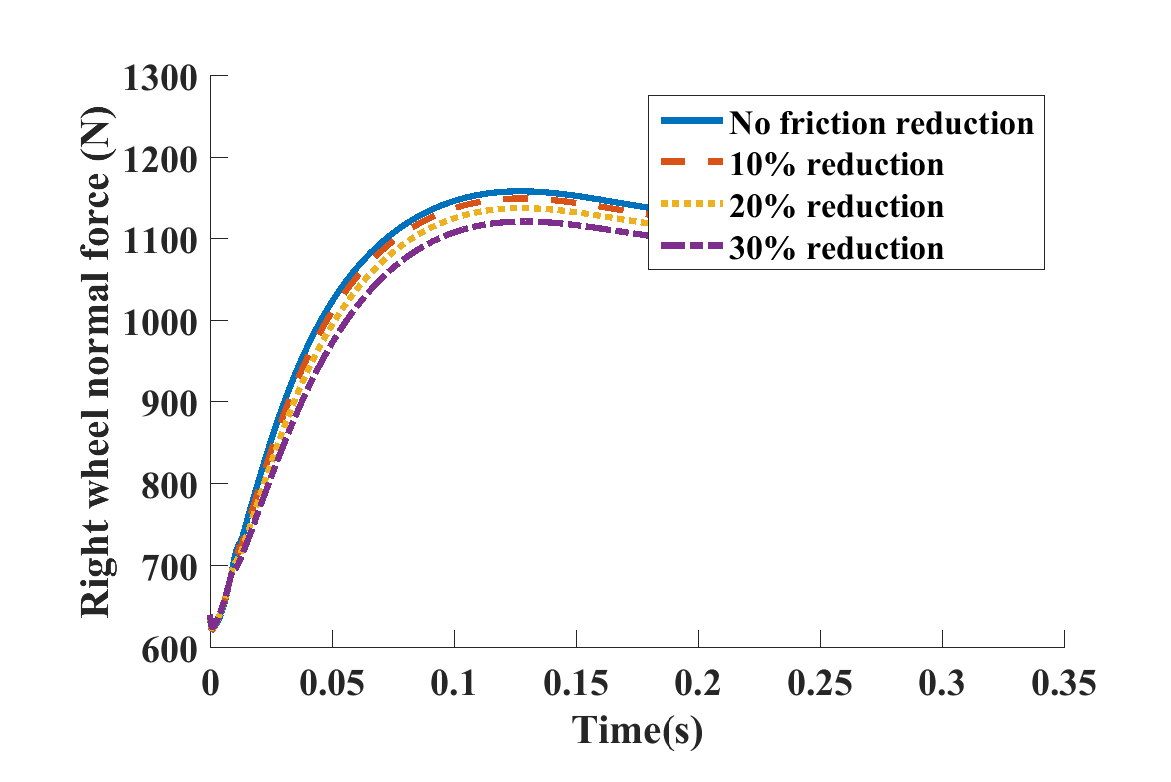 1300
1200
1100
1000
900
800
700
600
Right wheel normal force (N)
No friction reduction
10% reduction
20% reduction
30% reduction
0 0.05 0.1 0.15 0.2 0.25 0.3 0.35
Time(s)